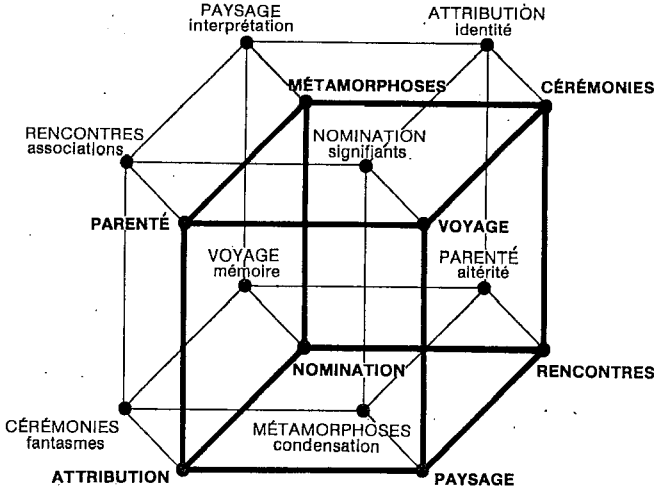 PAYSAGE
interprétation
ATTRIBUTION
identité
MÉTAMORPHOSES
CÉRÉMONIES
RENCONTRES
associations
NOMINATION
signifiants
PARENTÉ
VOYAGE
VOYAGE
mémoire
PARENTÉ
altérité
NOMINATION
RENCONTRES
CÉRÉMONIES
fantasmes
MÉTAMORPHOSES
condensation
ATTRIBUTION
PAYSAGE